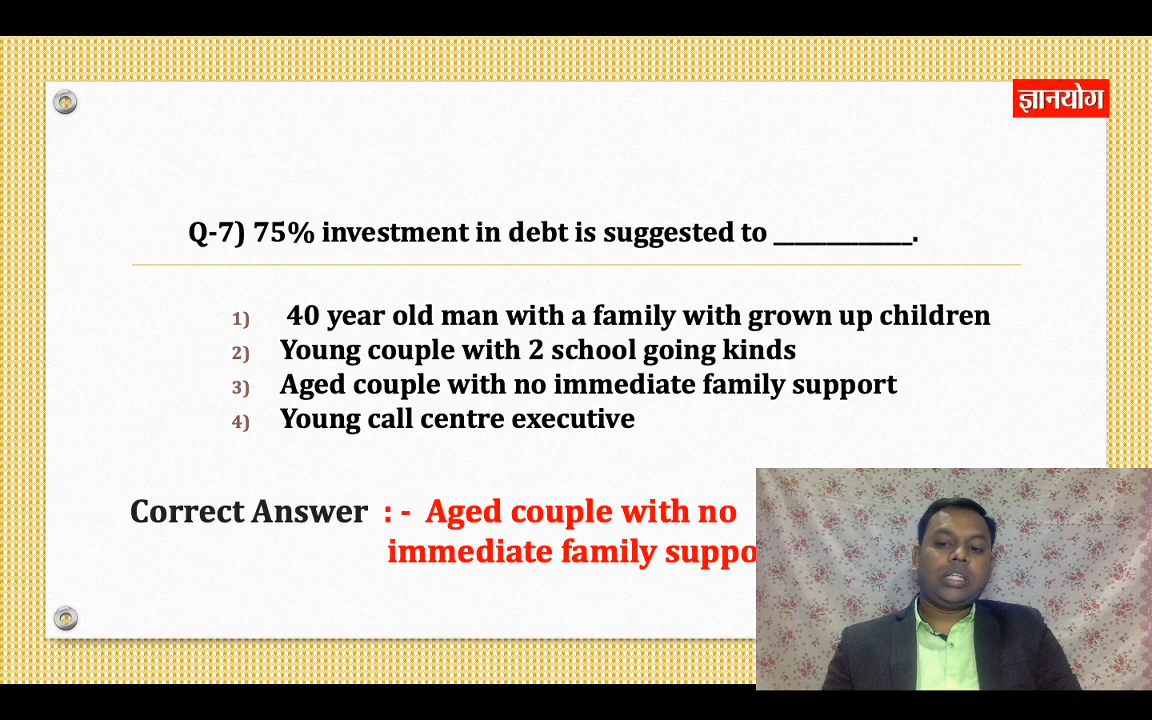 ज्ञानयोग
Q-7) 75% investment in debt is suggested to _____________.
1) 40 year old man with a family with grown up children
2) Young couple with 2 school going kinds
3) Aged couple with no immediate family support
4) Young call centre executive
Correct Answer : - Aged couple with no
immediate family suppo